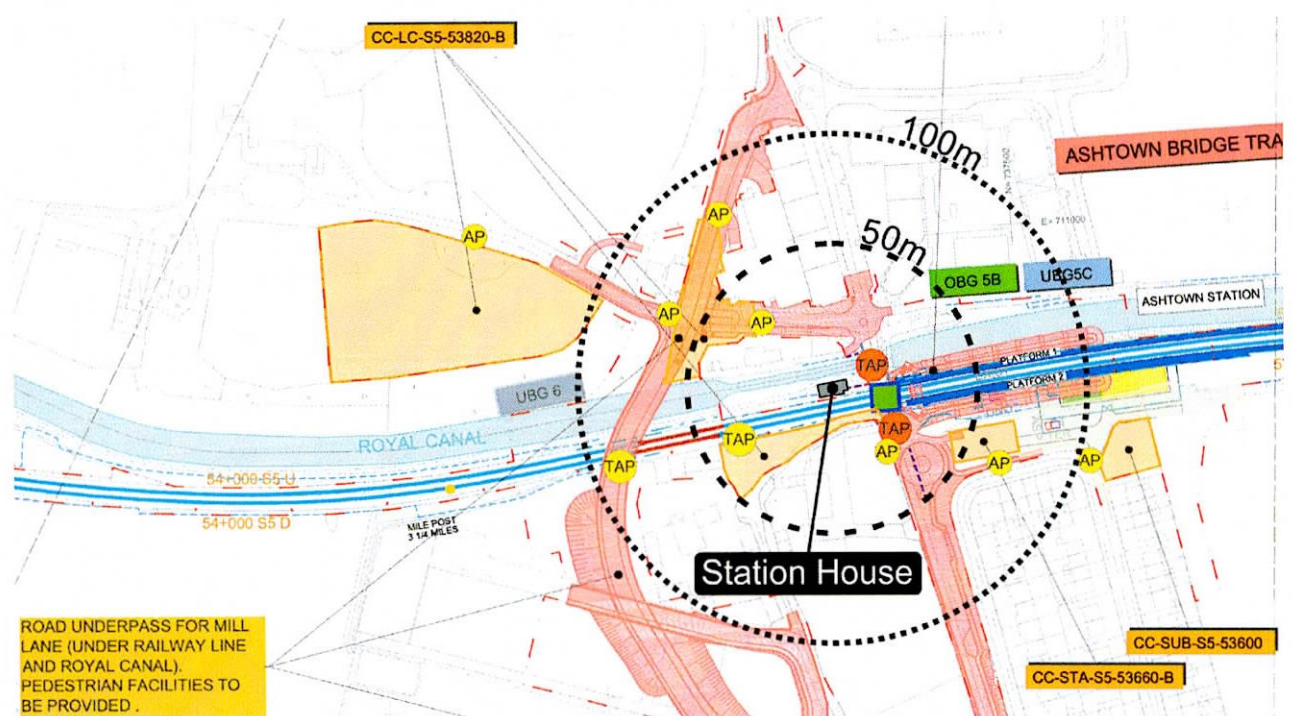 CC-LC-S5-53820-B
100m
ASHTOWN BRIDGE TRA
N= 737500
AP
AP
E= 711000
50m
OBG 5B
UBG5C
ASHTOWN STATION
AP
AP
PLATFORM 1
TAP
PLATFORM 2
UBG 6
ROYAL CANAL
TAP
TAP
AP
AP
AP
TAP
54+000 S5 U
54+000 S5 D
MILE POST
3 1/4 MILES
Station House
ROAD UNDERPASS FOR MILL
LANE (UNDER RAILWAY LINE
AND ROYAL CANAL).
PEDESTRIAN FACILITIES TO
BE PROVIDED .
CC-SUB-S5-53600
CC-STA-S5-53660-B